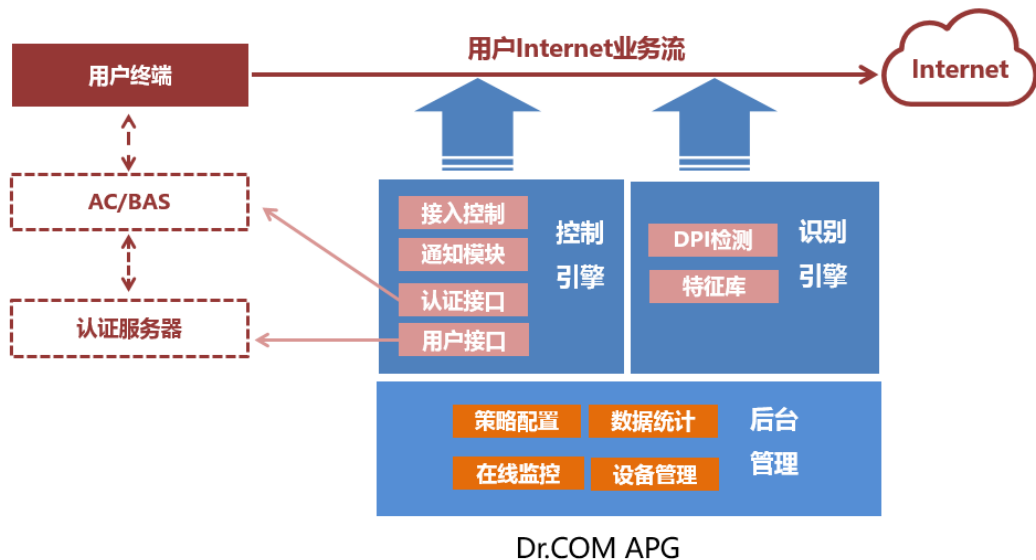 用户Internet业务流
用户终端
Internet
AC/BAS
认证服务器
接入控制
通知模块
认证接口
用户接口
控制
引擎
DPI检测
特征库
识别
引擎
策略配置
数据统计
在线监控
设备管理
后台
管理
Dr.COM APG